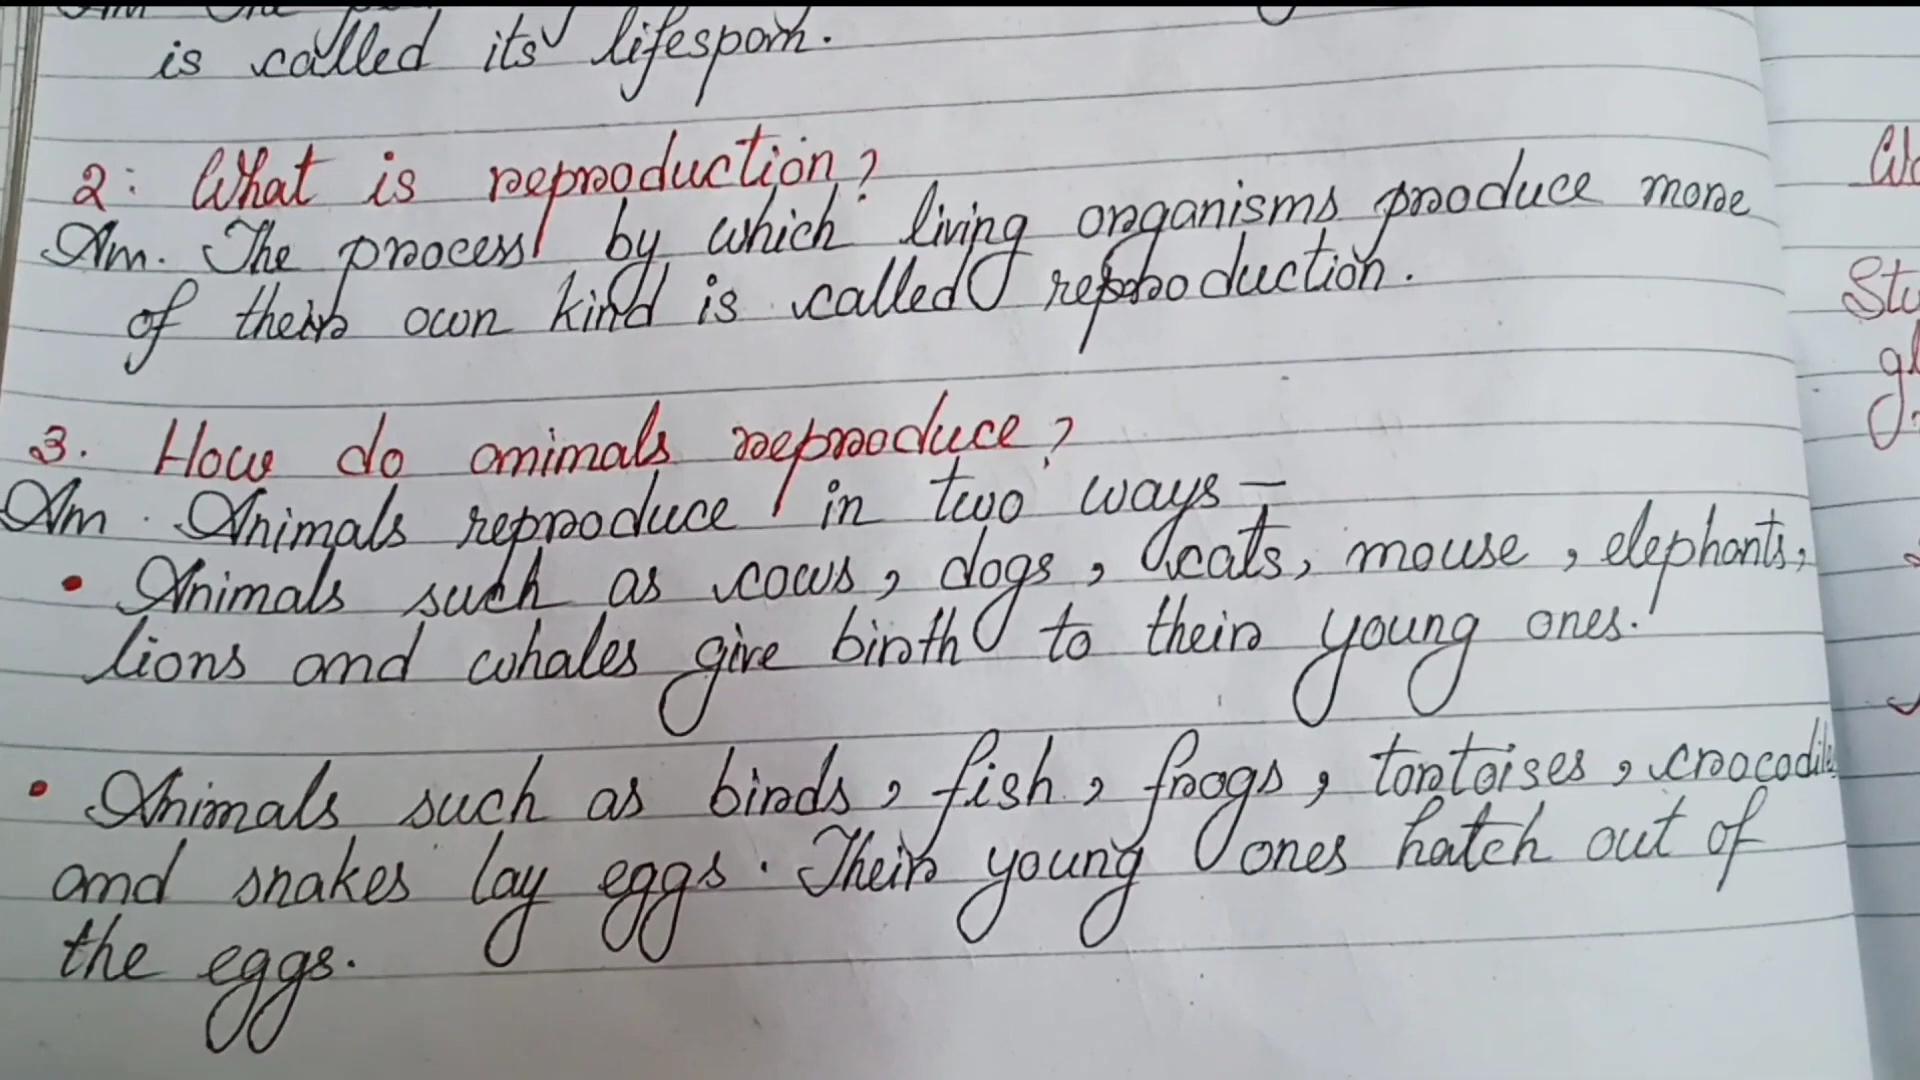 is called its lifespan.
2: What is reproduction?
Ans. The process by which living organisms produce more
of their own kind is called reproduction.
3. How do animals reproduce?
Ans. Animals reproduce in two ways –
• Animals such as cows, dogs, cats, mouse, elephants,
lions and whales give birth to their young ones.
• Animals such as birds, fish, frogs, tortoises, crocodile
and snakes lay eggs. Their young ones hatch out of
the eggs.